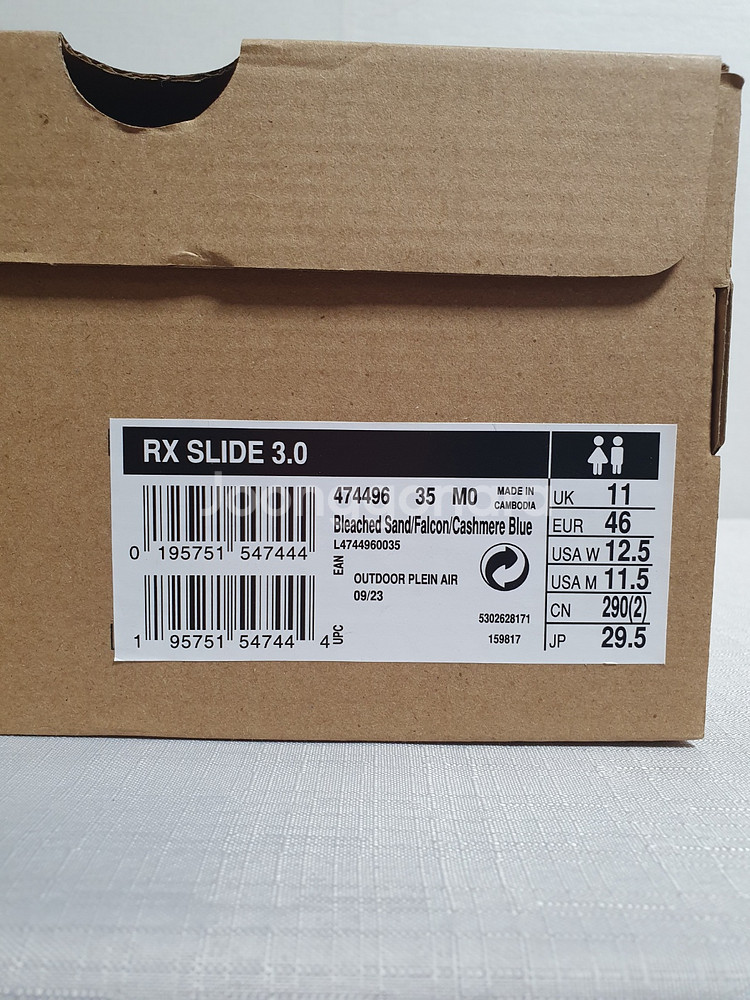 RX SLIDE 3.0
474496 35 M0
MADE IN
CAMBODIA
Bleached Sand/Falcon/Cashmere Blue
L4744960035
OUTDOOR PLEIN AIR
09/23
5302628171
159817
0 195751 547444
EAN
1 95751 54744 4
UPC
UK 11
EUR 46
USA W 12.5
USA M 11.5
CN 290(2)
JP 29.5